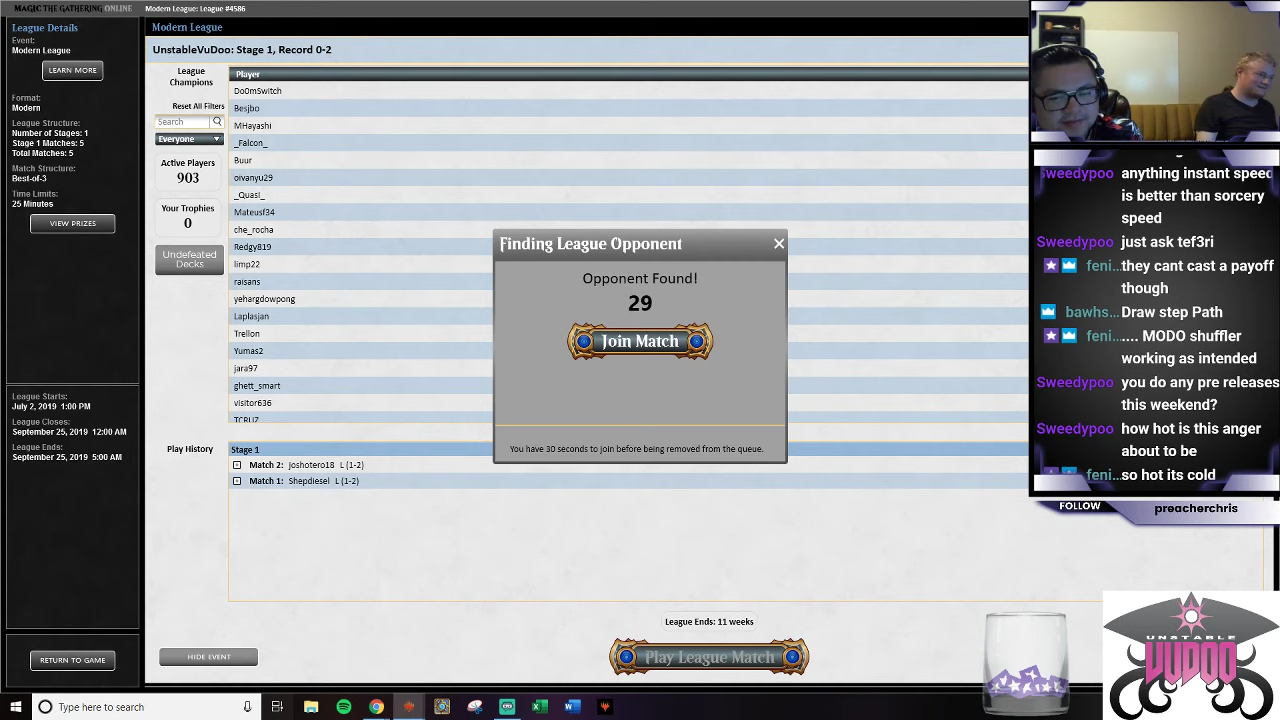 MAGIC THE GATHERING ONLINE
Modern League: League #4586
League Details
Event:
Modern League
LEARN MORE
Format:
Modern
League Structure:
Number of Stages: 1
Stage 1 Matches: 5
Total Matches: 5
Match Structure:
Best-of-3
Time Limits:
25 Minutes
VIEW PRIZES
League Starts:
July 2, 2019 1:00 PM
League Closes:
September 25, 2019 12:00 AM
League Ends:
September 25, 2019 5:00 AM
RETURN TO GAME
Modern League
UnstableVuDoo: Stage 1, Record 0-2
League
Champions
Reset All Filters
Search
Everyone
Active Players
903
Your Trophies
0
Undefeated
Decks
Player
Do0mSwitch
Besjbo
MHayashi
_Falcon_
Buur
oivanyu29
_Quasi_
Mateusf34
che_rocha
Redgy819
limp22
raisans
yehargdowpong
Laplasjan
Trellon
Yumas2
jara97
ghett_smart
visitor636
TCRUZ
Play History
Stage 1
Match 2: Joshotero18 L (1-2)
Match 1: Shepdiesel L (1-2)
HIDE EVENT
League Ends: 11 weeks
Play League Match
Finding League Opponent
Opponent Found!
29
Join Match
You have 30 seconds to join before being removed from the queue.
Sweedypoo anything instant speed
is better than sorcery
speed
Sweedypoo just ask tef3ri
feni... they cant cast a payoff
though
bawhs... Draw step Path
feni... .... MODO shuffler
working as intended
Sweedypoo you do any pre releases
this weekend?
Sweedypoo how hot is this anger
about to be
feni... so hot its cold
FOLLOW
preacherchris
UNSTABLE
VUDOO
Type here to search